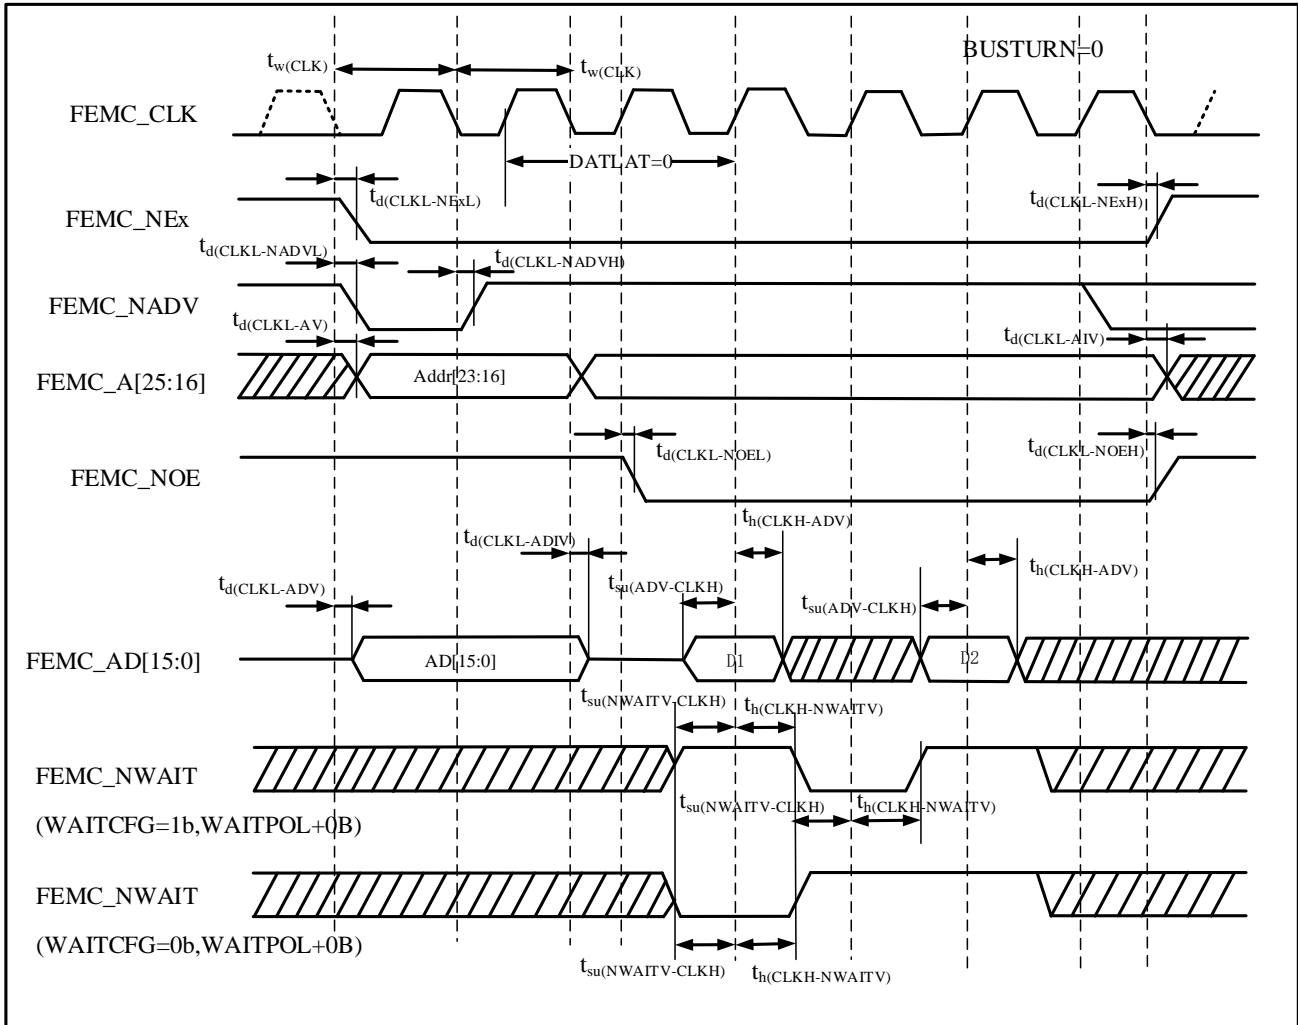 BUSTURN=0
tw(CLK)
tw(CLK)
FEMC_CLK
DATLAT=0
td(CLKL-NExL)
td(CLKL-NExH)
FEMC_NEx
td(CLKL-NADVL)
td(CLKL-NADVH)
FEMC_NADV
td(CLKL-AV)
td(CLKL-AIV)
FEMC_A[25:16]
Addr[23:16]
td(CLKL-NOEL)
td(CLKL-NOEH)
FEMC_NOE
th(CLKH-ADV)
td(CLKL-ADIV)
th(CLKH-ADV)
td(CLKL-ADV)
tsu(ADV-CLKH)
tsu(ADV-CLKH)
FEMC_AD[15:0]
AD[15:0]
D1
D2
tsu(NWAITV-CLKH)
th(CLKH-NWAITV)
FEMC_NWAIT
tsu(NWAITV-CLKH)
th(CLKH-NWAITV)
(WAITCFG=1b,WAITPOL+0B)
FEMC_NWAIT
(WAITCFG=0b,WAITPOL+0B)
tsu(NWAITV-CLKH)
th(CLKH-NWAITV)